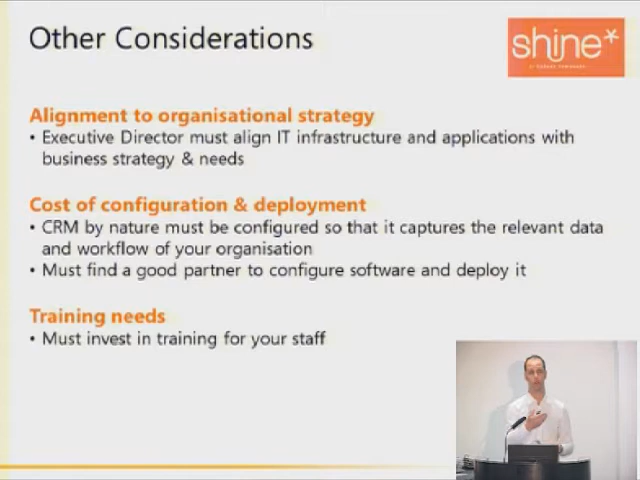 Other Considerations
shine*
Alignment to organisational strategy
• Executive Director must align IT infrastructure and applications with
business strategy & needs
Cost of configuration & deployment
• CRM by nature must be configured so that it captures the relevant data
and workflow of your organisation
• Must find a good partner to configure software and deploy it
Training needs
• Must invest in training for your staff